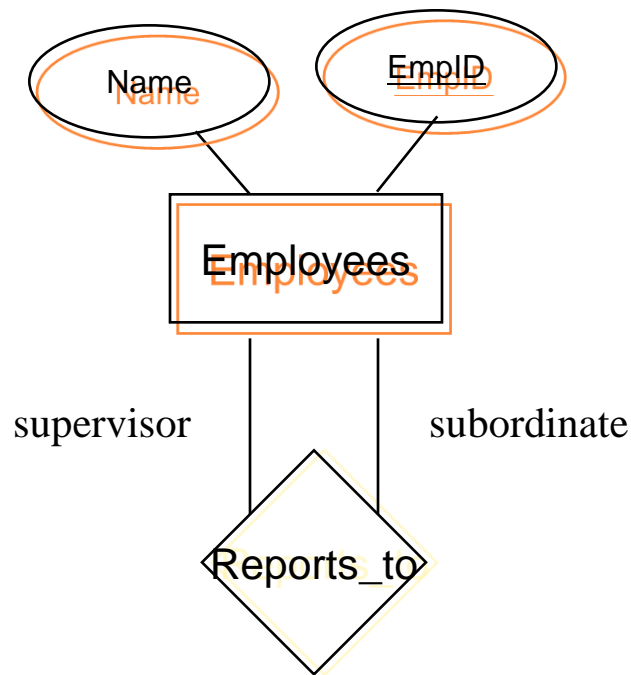 Name
EmpID
Employees
supervisor
subordinate
Reports_to